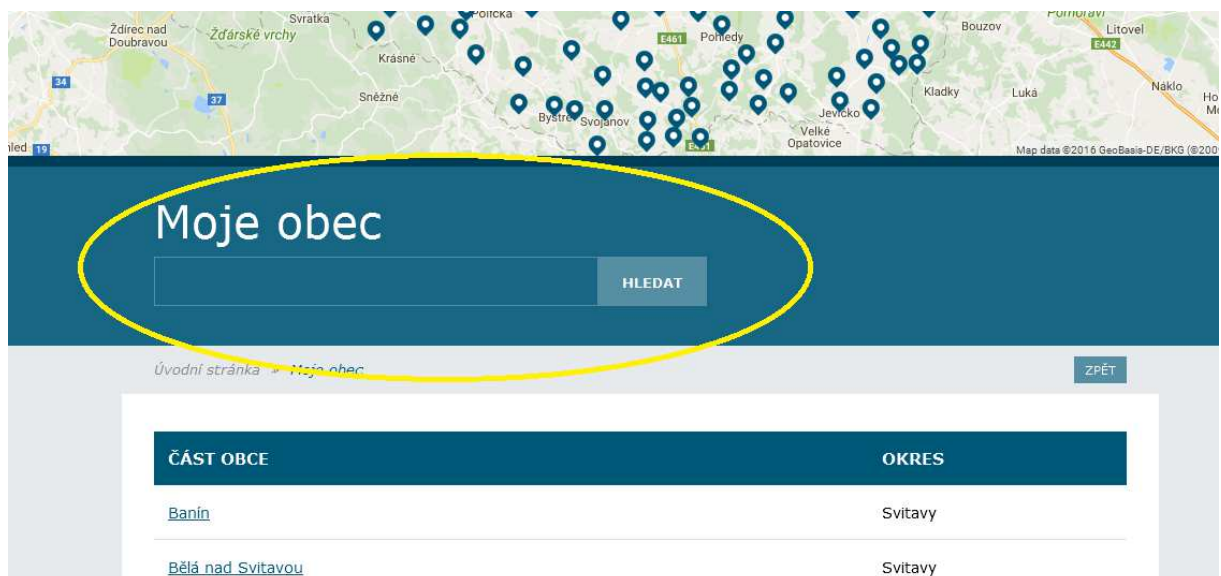 Svratka
Polička
Pomoraví
Ždírec nad
Doubravou
Žďárské vrchy
E461
Pohledy
Bouzov
Litovel
E442
Krásné
34
37
Sněžné
Kladky
Luká
Náklo
Jevíčko
Svojanov
Velké
Opatovice
19
Map data ©2016 GeoBasis-DE/BKG (©200
Moje obec
HLEDAT
Úvodní stránka » Moje obec
ZPĚT
ČÁST OBCE OKRES
Banín Svitavy
Bělá nad Svitavou Svitavy